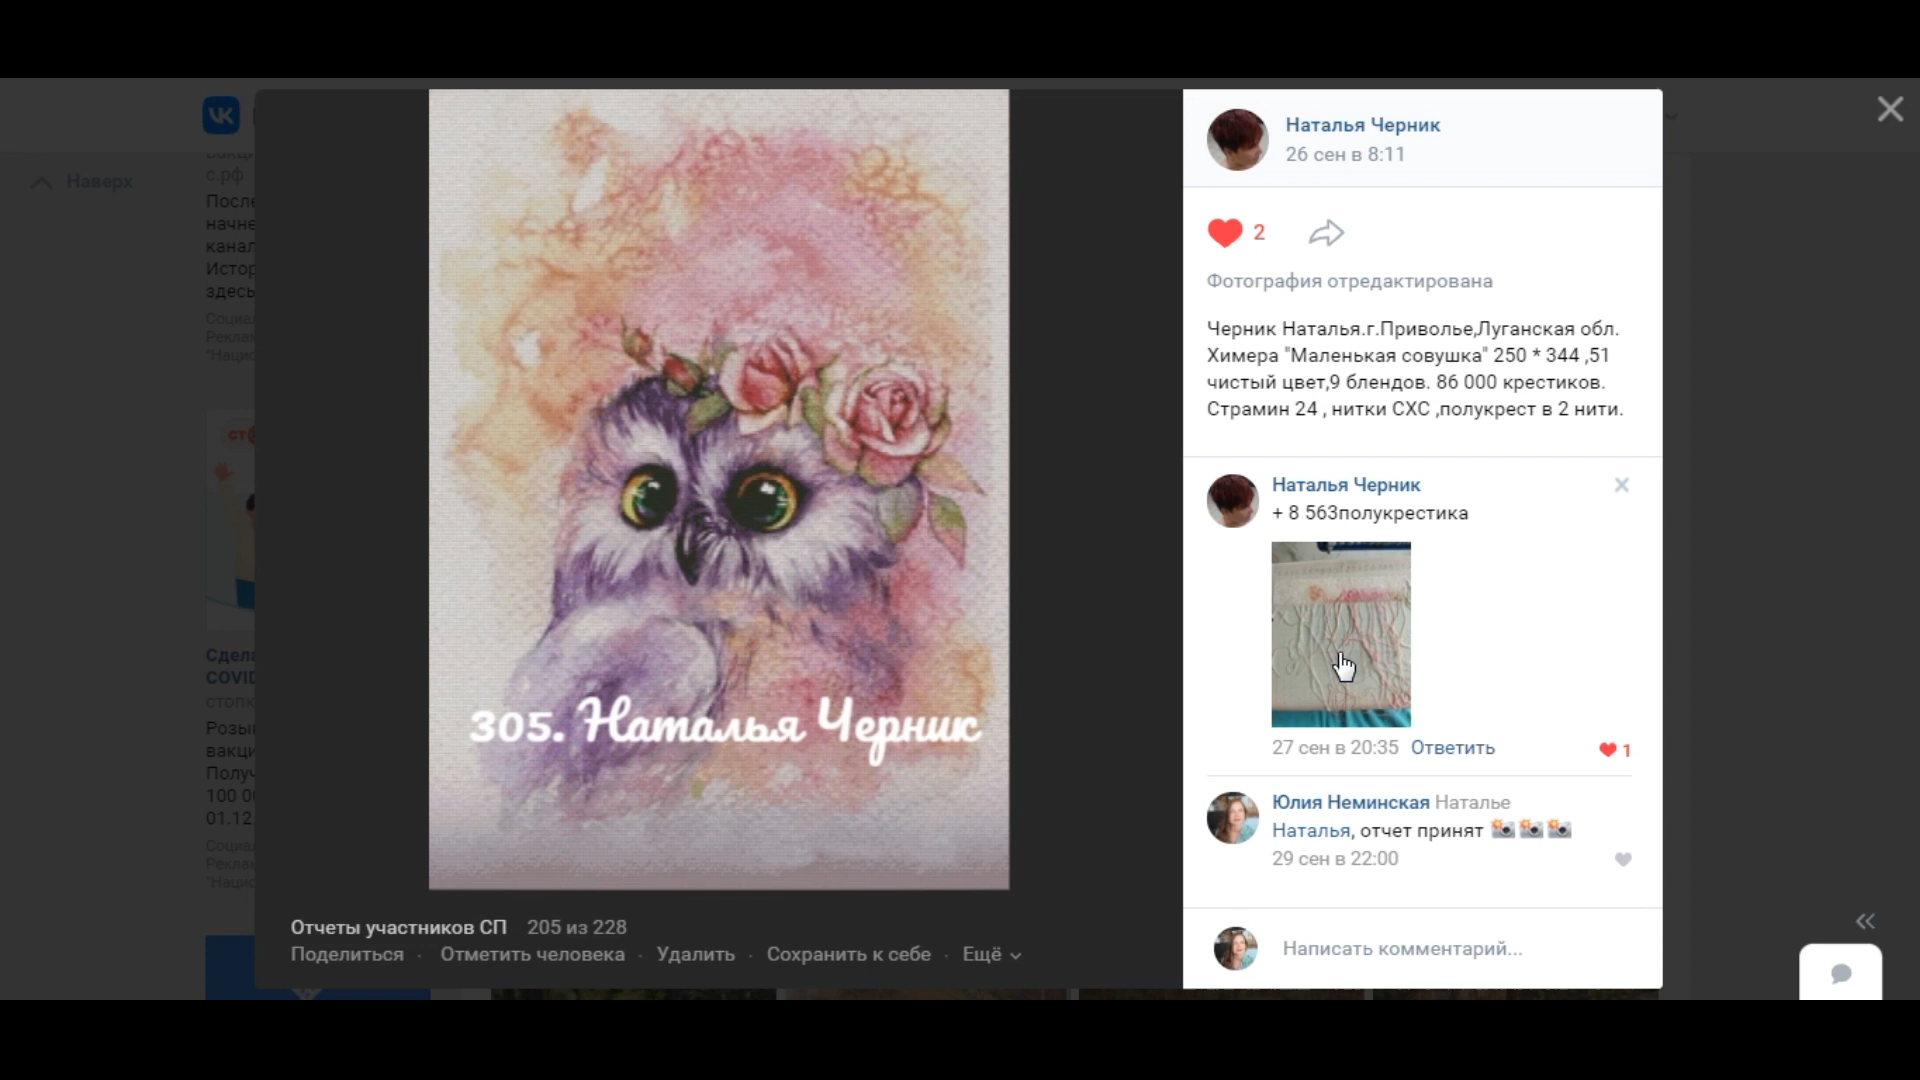 Наверх
с.рф
здесь
305. Наталья Черник
Отчеты участников СП 205 из 228
Поделиться · Отметить человека · Удалить · Сохранить к себе · Ещё
Наталья Черник
26 сен в 8:11
2
Фотография отредактирована
Черник Наталья.г.Приволье,Луганская обл.
Химера "Маленькая совушка" 250 * 344 ,51
чистый цвет,9 блендов. 86 000 крестиков.
Страмин 24 , нитки СХС ,полукрест в 2 нити.
Наталья Черник
+ 8 563полукрестика
27 сен в 20:35 Ответить
1
Юлия Неминская Наталье
Наталья, отчет принят 📸📸📸
29 сен в 22:00
Написать комментарий...